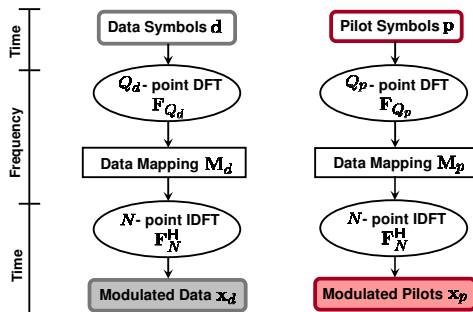 Time
Frequency
Time
Data Symbols d
Q_d - point DFT
F_{Q_d}
Data Mapping M_d
N - point IDFT
F_N^H
Modulated Data x_d
Pilot Symbols p
Q_p - point DFT
F_{Q_p}
Data Mapping M_p
N - point IDFT
F_N^H
Modulated Pilots x_p